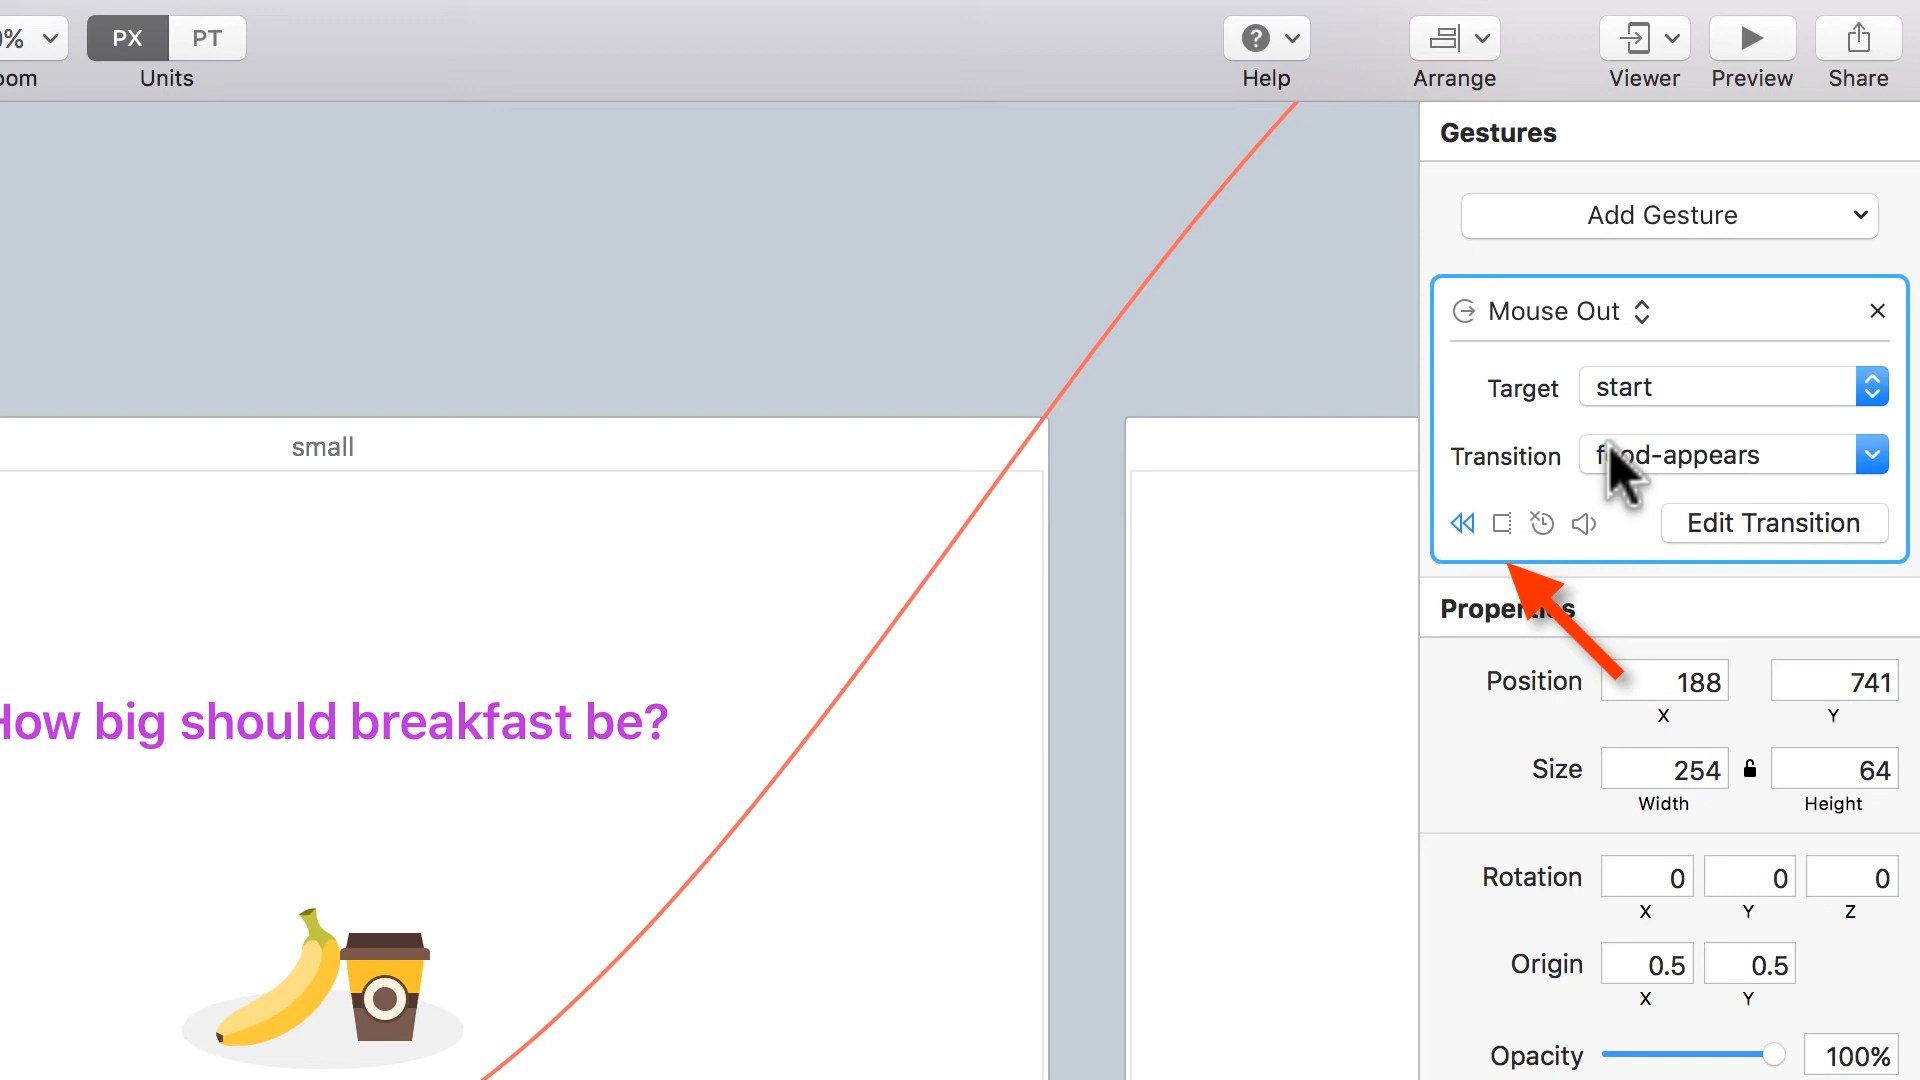 PX PT
Units
Help
Arrange
Viewer
Preview
Share
Gestures
Add Gesture
Mouse Out
Target start
Transition food-appears
Edit Transition
small
How big should breakfast be?
Properties
Position 188 741
X Y
Size 254 64
Width Height
Rotation 0 0 0
X Y Z
Origin 0.5 0.5
X Y
Opacity 100%